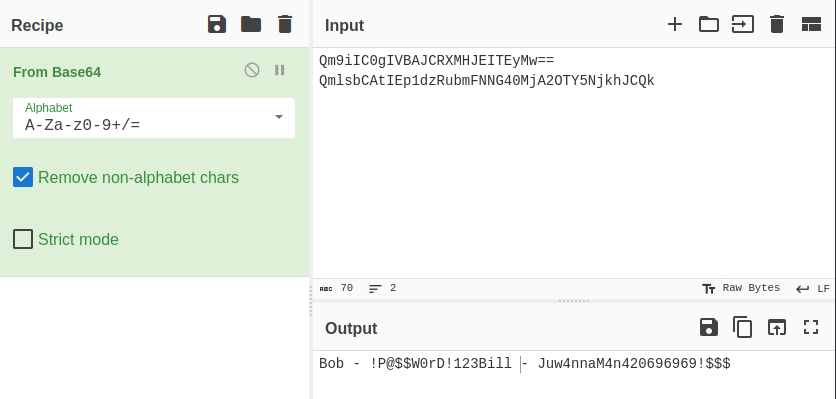 Recipe
Input
From Base64
Alphabet
A-Za-z0-9+/=
Remove non-alphabet chars
Strict mode
Qm9iIC0gIVBAJCRXMHJEITEyMw==
QmlsbCAtIEp1dzRubmFNNG40MjA2OTY5NjkhJCQk
ABC 70 2
Tт Raw Bytes LF
Output
Bob - !P@$$W0rD!123Bill - Juw4nnaM4n420696969!$$$